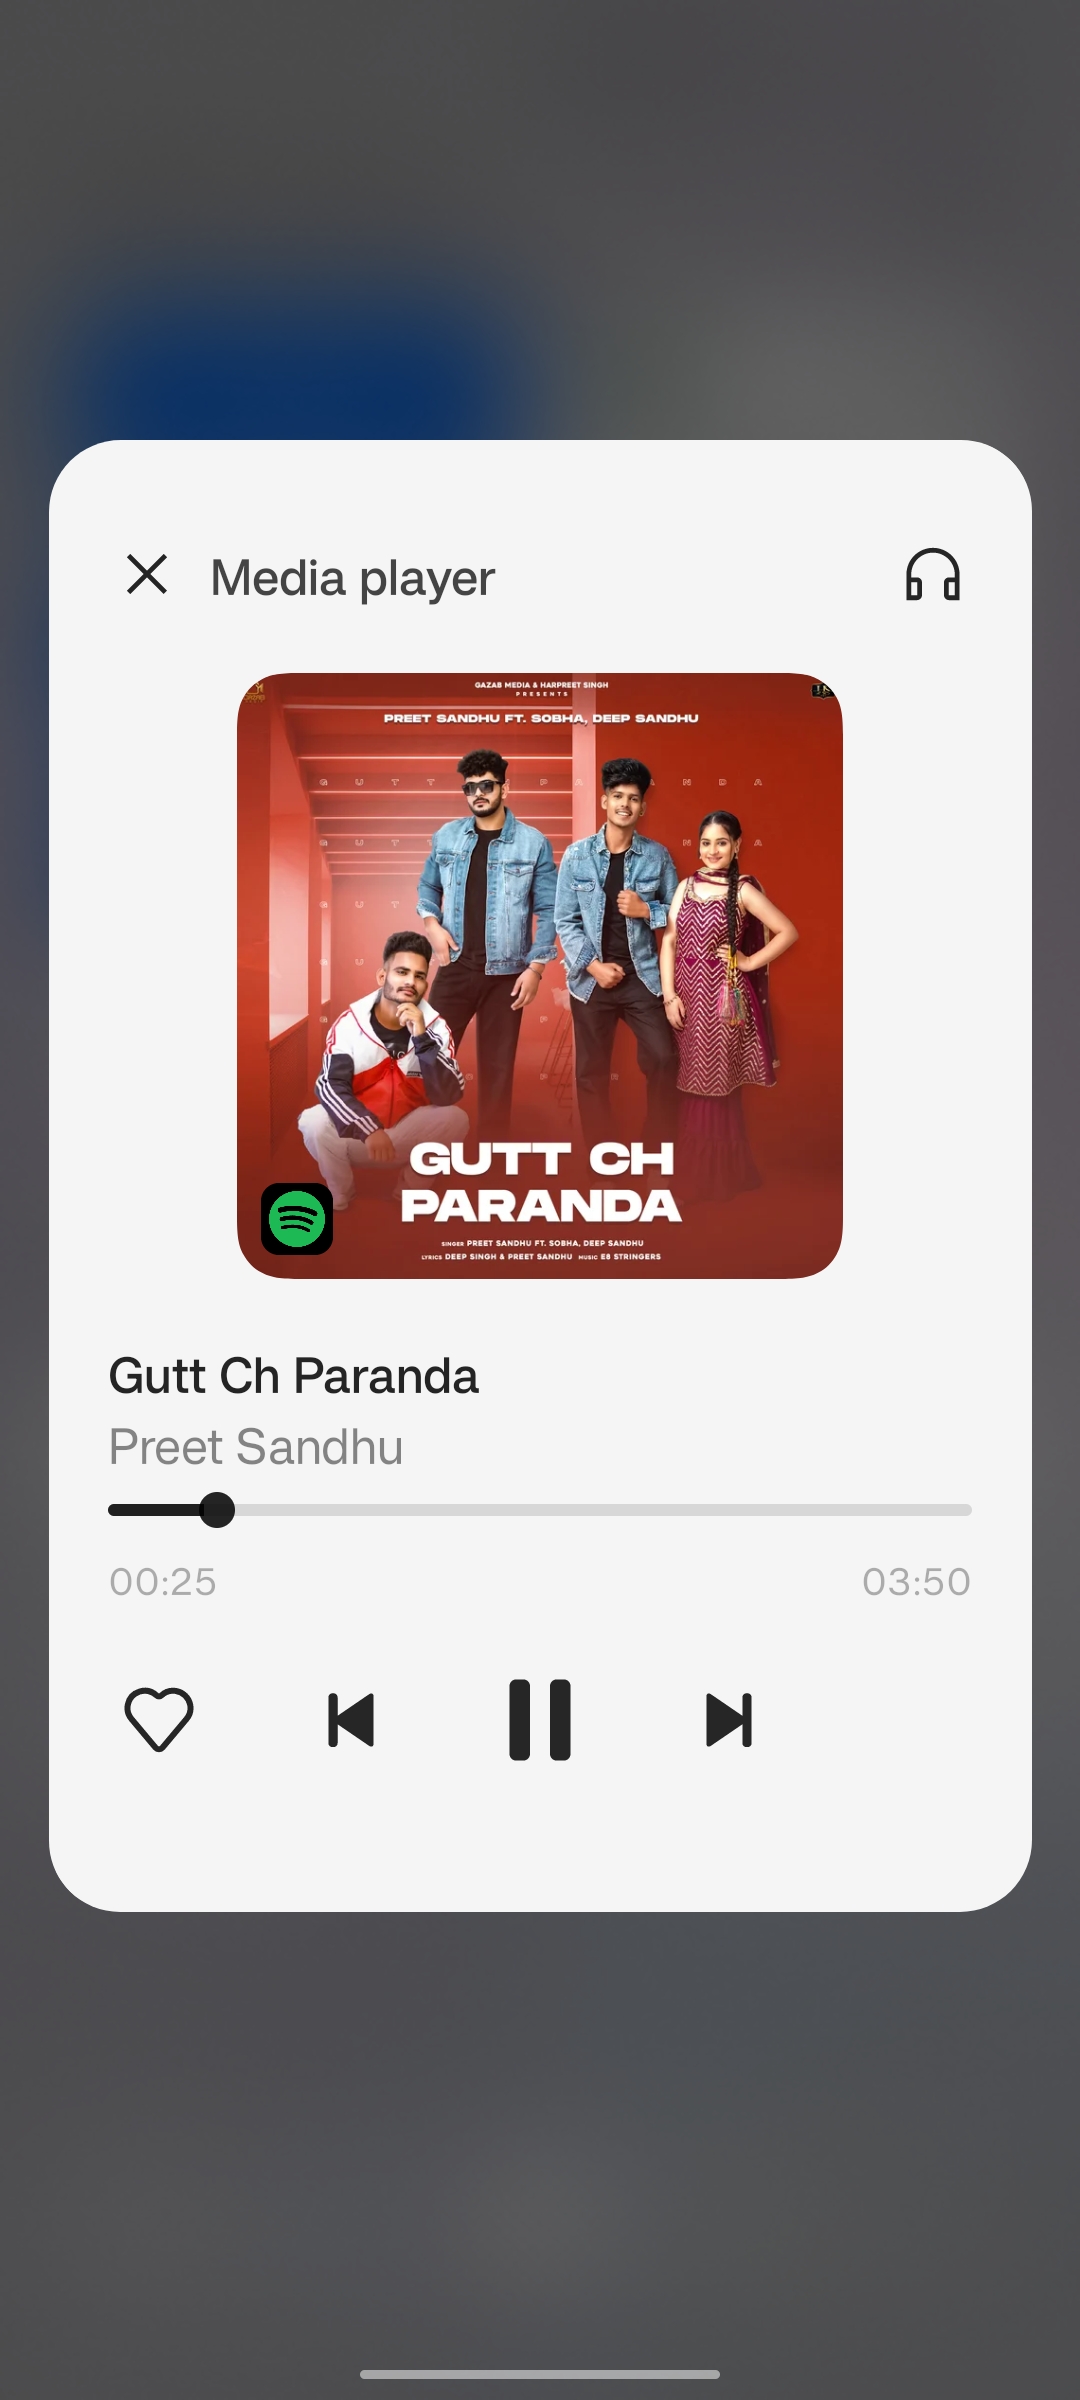 Media player
GAZAB MEDIA & HARPREET SINGH
PRESENTS
PREET SANDHU FT. SOBHA, DEEP SANDHU
GUTT CH
PARANDA
SINGER PREET SANDHU FT. SOBHA, DEEP SANDHU
LYRICS DEEP SINGH & PREET SANDHU MUSIC E8 STRINGERS
Gutt Ch Paranda
Preet Sandhu
00:25
03:50